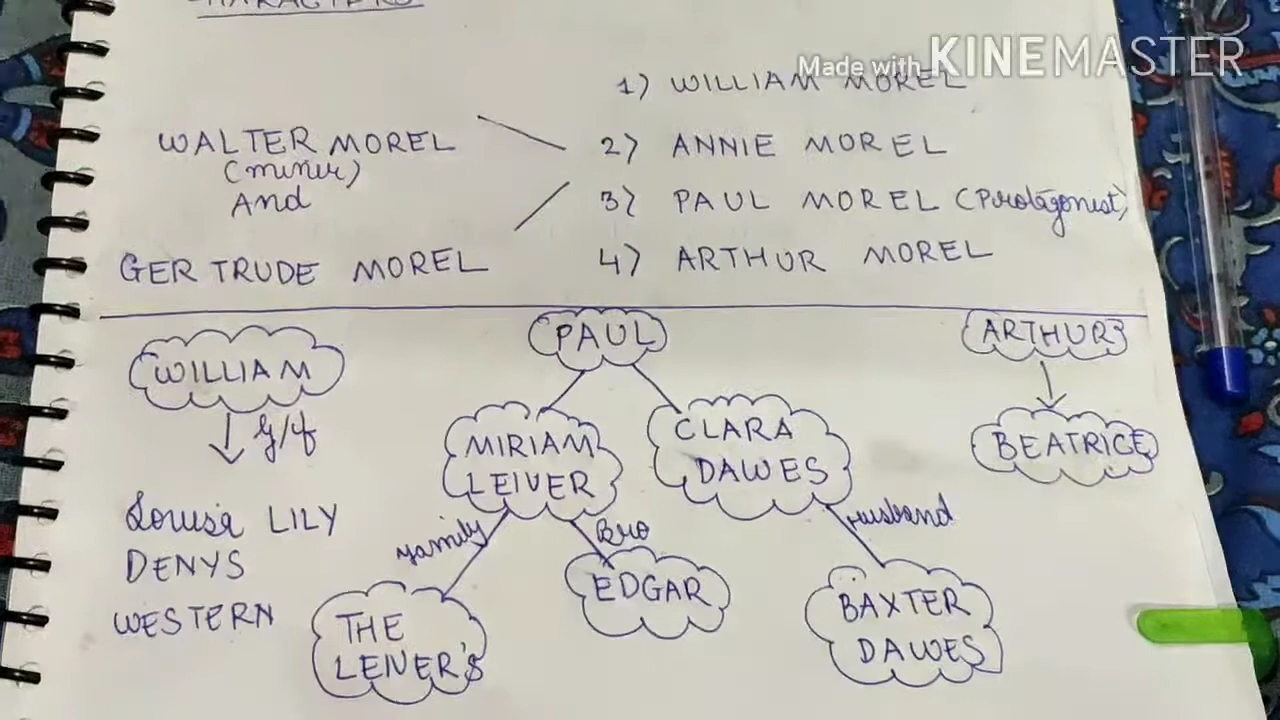 CHARACTERS
Made with KINEMASTER
1) WILLIAM MOREL
WALTER MOREL
(miner)
And
GERTRUDE MOREL
2) ANNIE MOREL
3) PAUL MOREL (Protagonist)
4) ARTHUR MOREL
WILLIAM
g/f
Louisa LILY
DENYS
WESTERN
PAUL
MIRIAM
LEIVER
family
THE
LEIVER'S
Bro
EDGAR
CLARA
DAWES
husband
BAXTER
DAWES
ARTHUR
BEATRICE